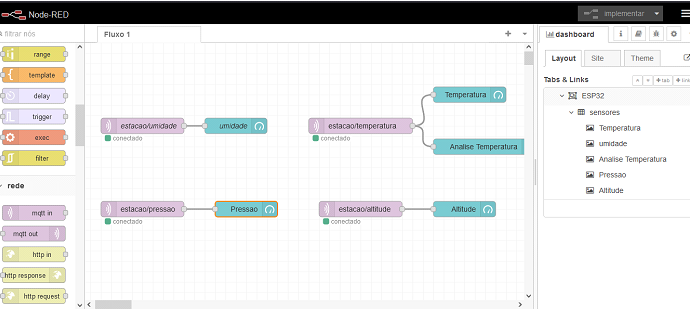 Node-RED
implementar
filtrar nós
Fluxo 1
dashboard
range
template
delay
trigger
exec
filter
rede
mqtt in
mqtt out
http in
http response
http request
estacao/umidade
conectado
umidade
estacao/temperatura
conectado
Temperatura
Analise Temperatura
estacao/pressao
conectado
Pressao
estacao/altitude
conectado
Altitude
Layout
Site
Theme
Tabs & Links
tab
link
ESP32
sensores
Temperatura
umidade
Analise Temperatura
Pressao
Altitude